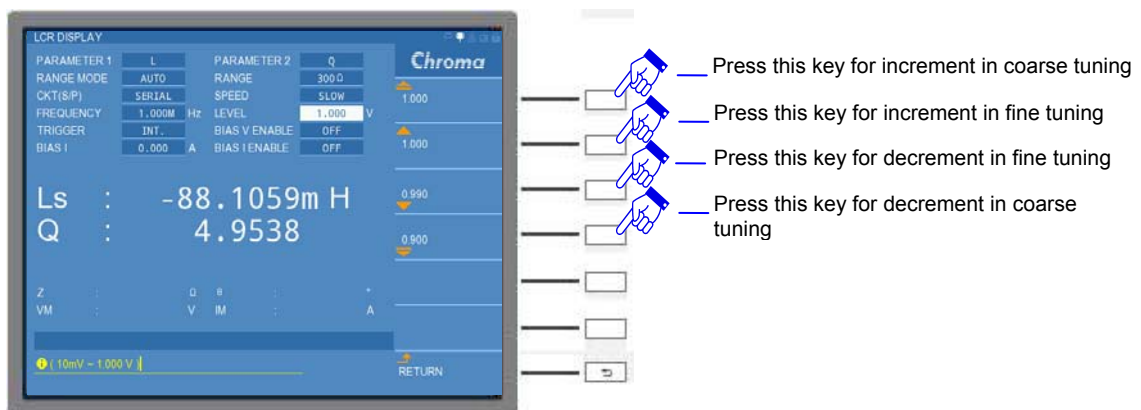 LCR DISPLAY
Chroma
PARAMETER 1 L PARAMETER 2 Q
RANGE MODE AUTO RANGE 300 Ω
CKT(S/P) SERIAL SPEED SLOW
FREQUENCY 1.000M Hz LEVEL 1.000 V
TRIGGER INT. BIAS V ENABLE OFF
BIAS I 0.000 A BIAS I ENABLE OFF
Ls : -88.1059m H
Q : 4.9538
Z : Ω θ : °
VM : V IM : A
( 10mV ~ 1.000 V )
1.000
1.000
0.990
0.900
RETURN
Press this key for increment in coarse tuning
Press this key for increment in fine tuning
Press this key for decrement in fine tuning
Press this key for decrement in coarse
tuning